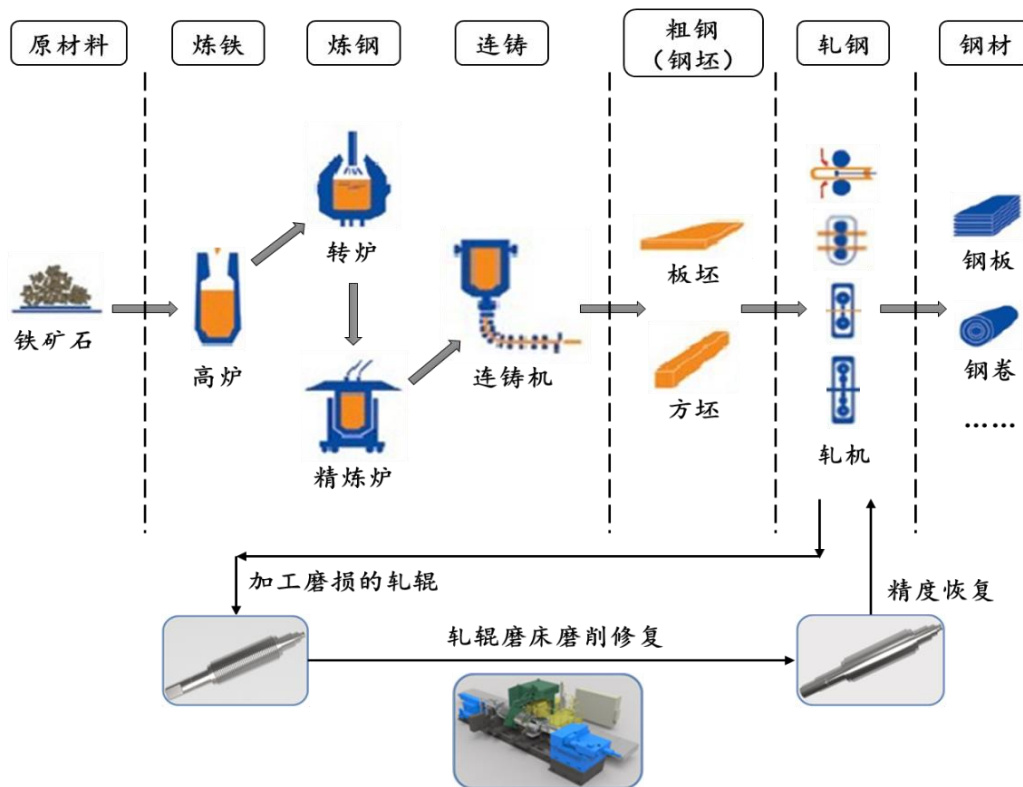 原材料
炼铁
炼钢
连铸
粗钢
（钢坯）
轧钢
钢材
铁矿石
高炉
转炉
精炼炉
连铸机
板坯
方坯
轧机
钢板
钢卷
……
加工磨损的轧辊
轧辊磨床磨削修复
精度恢复